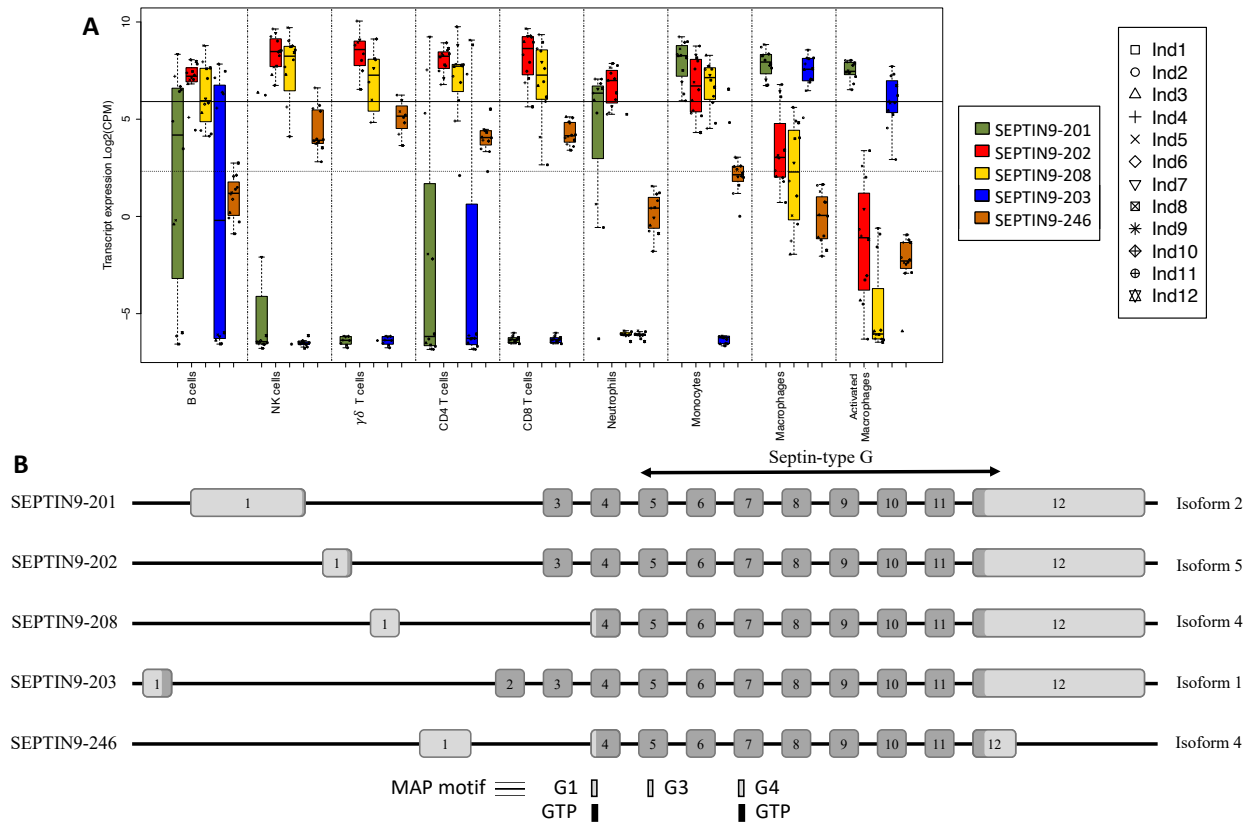 A
10
5
0
−5
Transcript expression Log2(CPM)
B cells
NK cells
γδ T cells
CD4 T cells
CD8 T cells
Neutrophils
Monocytes
Macrophages
Activated
Macrophages
SEPTIN9-201
SEPTIN9-202
SEPTIN9-208
SEPTIN9-203
SEPTIN9-246
Ind1
Ind2
Ind3
Ind4
Ind5
Ind6
Ind7
Ind8
Ind9
Ind10
Ind11
Ind12
B
Septin-type G
SEPTIN9-201 1 3 4 5 6 7 8 9 10 11 12 Isoform 2
SEPTIN9-202 1 3 4 5 6 7 8 9 10 11 12 Isoform 5
SEPTIN9-208 1 4 5 6 7 8 9 10 11 12 Isoform 4
SEPTIN9-203 1 2 3 4 5 6 7 8 9 10 11 12 Isoform 1
SEPTIN9-246 1 4 5 6 7 8 9 10 11 12 Isoform 4
MAP motif G1 G3 G4
GTP GTP